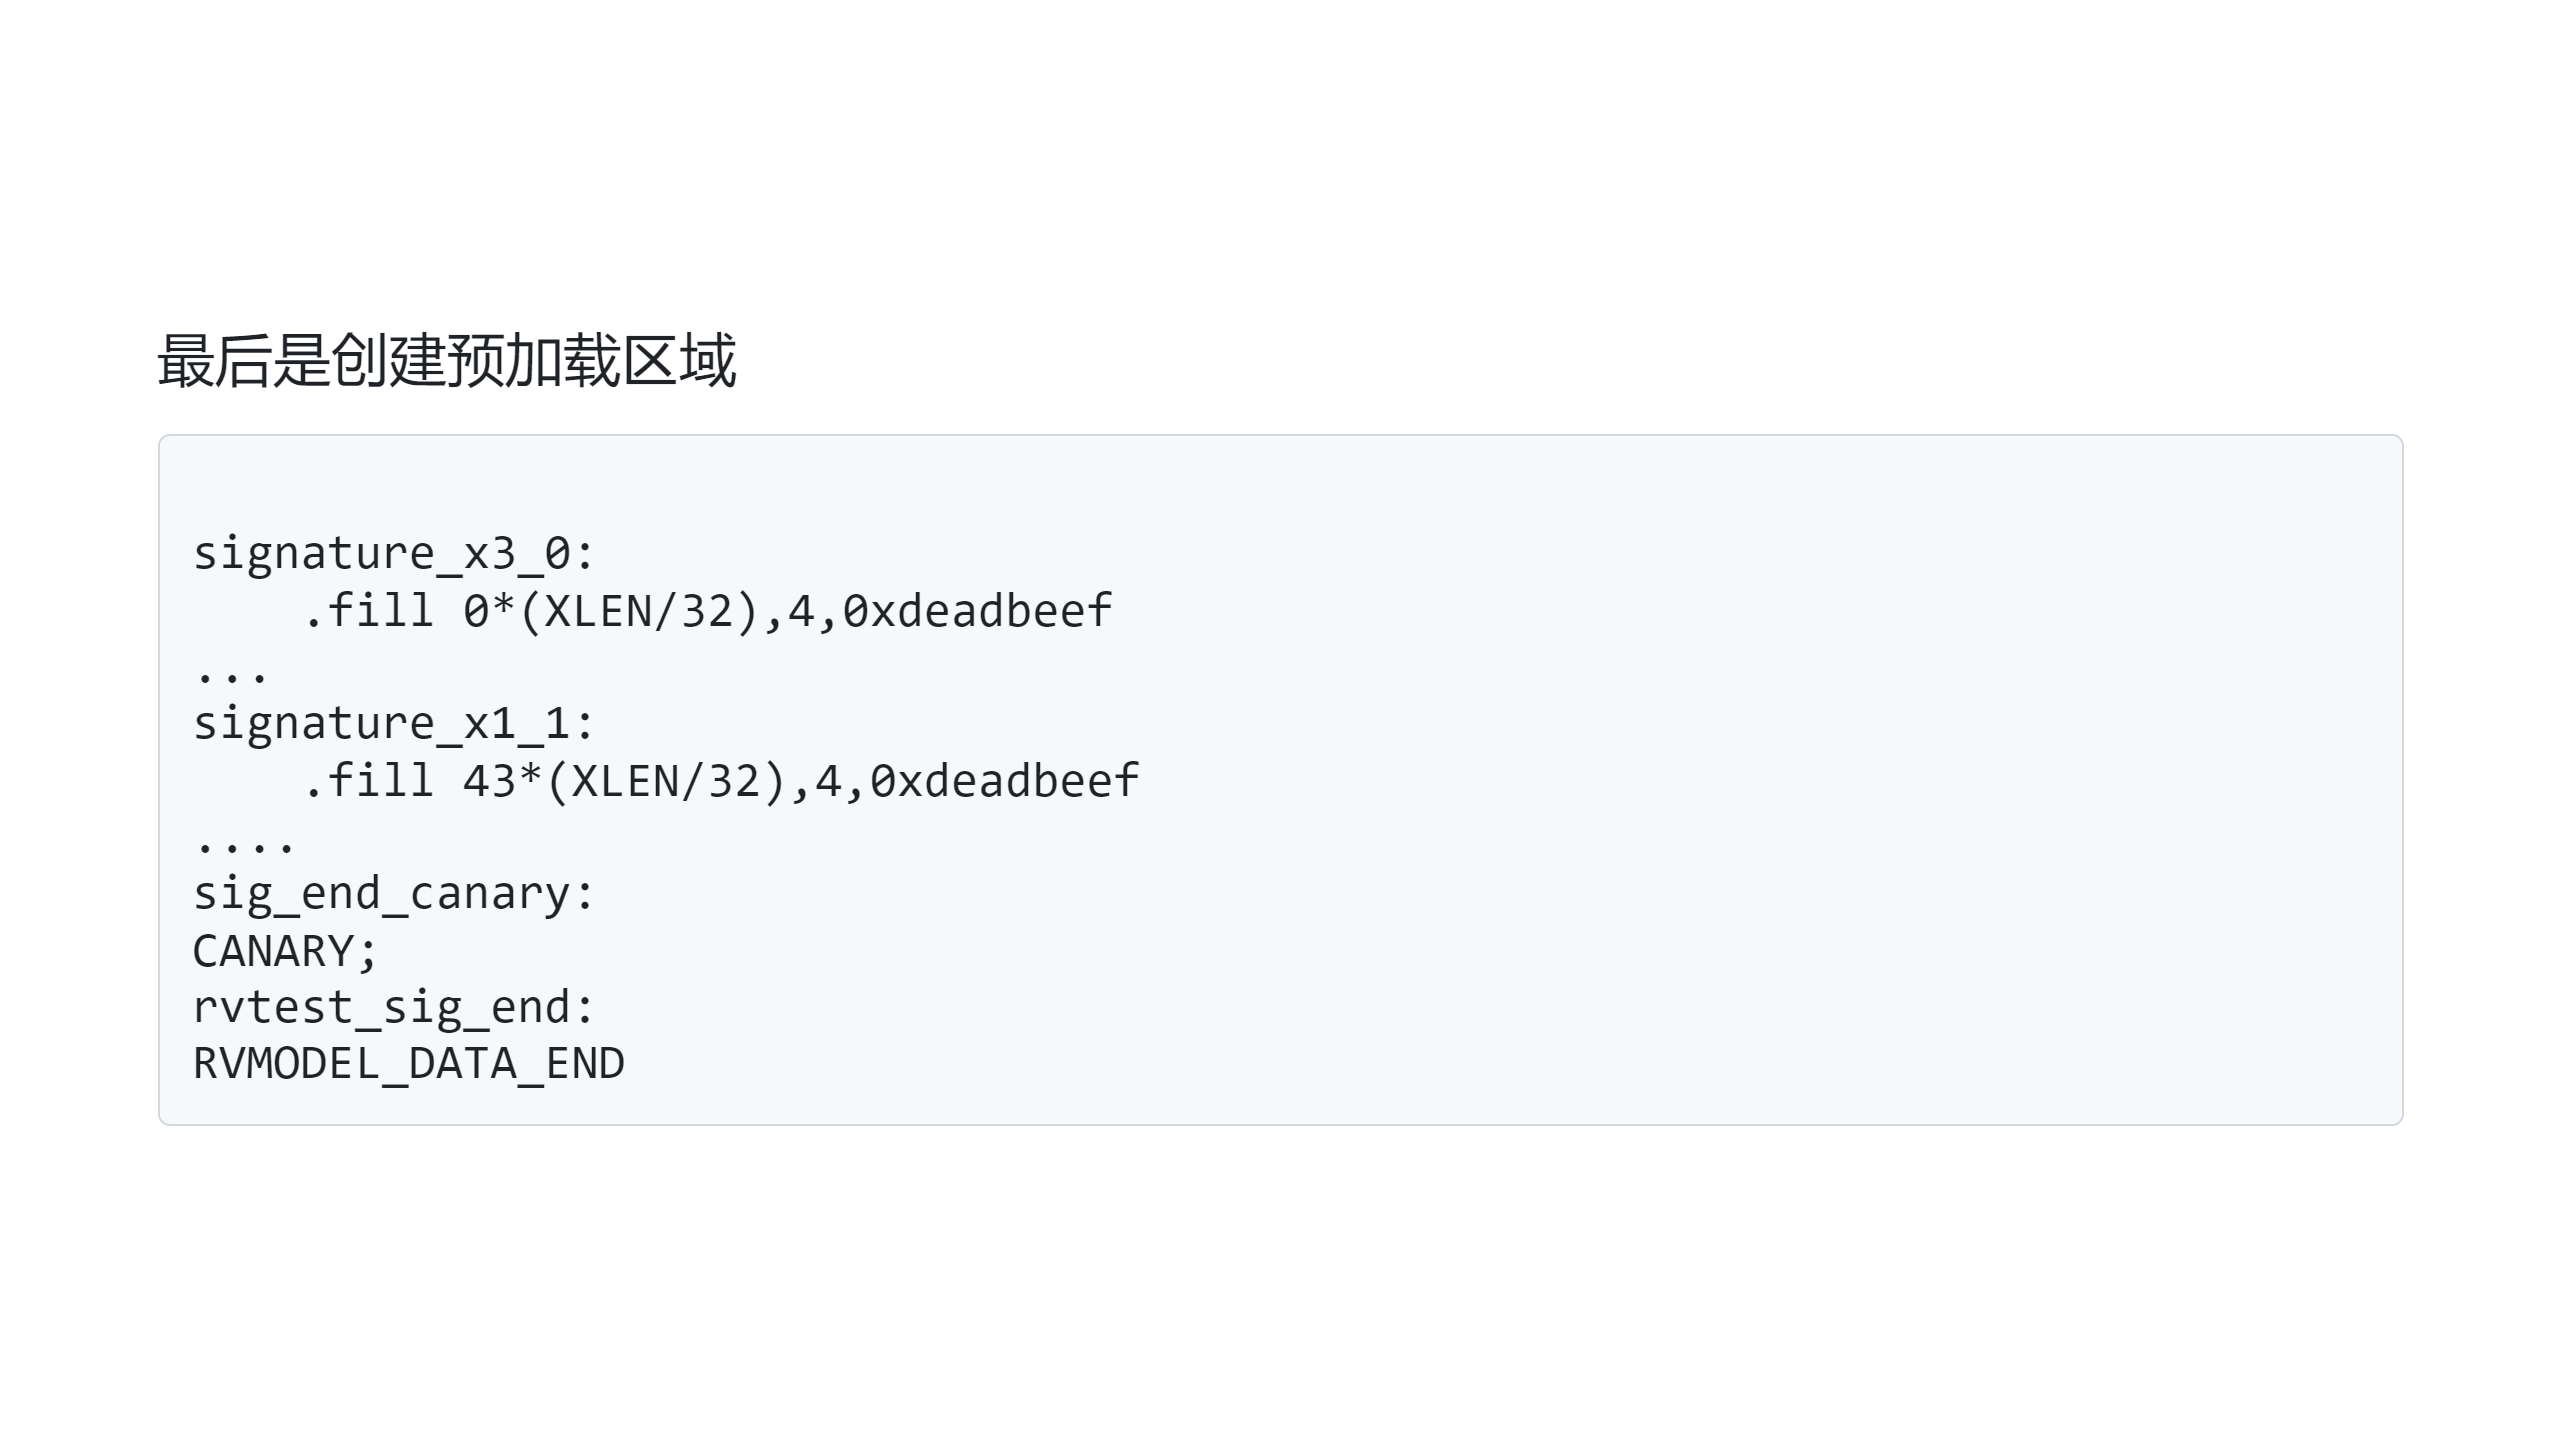 最后是创建预加载区域
signature_x3_0:
    .fill 0*(XLEN/32),4,0xdeadbeef
...
signature_x1_1:
    .fill 43*(XLEN/32),4,0xdeadbeef
....
sig_end_canary:
CANARY;
rvtest_sig_end:
RVMODEL_DATA_END